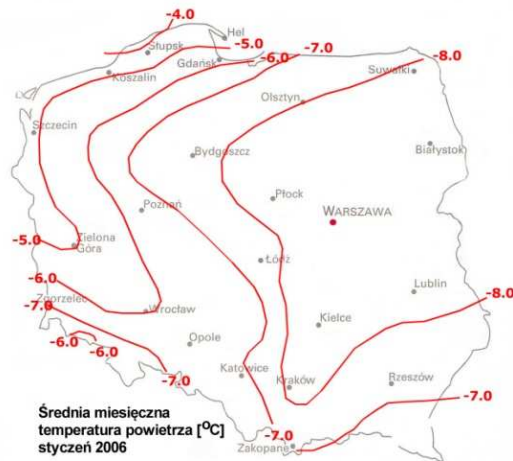 -4.0
Hel
Słupsk
-5.0
-7.0
Gdańsk
-6.0
-8.0
Koszalin
Suwałki
Olsztyn
Szczecin
Białystok
Bydgoszcz
Poznań
Płock
WARSZAWA
-5.0
Zielona
Góra
Łódź
-6.0
Lublin
-8.0
Zgorzelec
-7.0
Wrocław
Kielce
-6.0
-6.0
Opole
Katowice
-7.0
Kraków
Rzeszów
-7.0
Średnia miesięczna
temperatura powietrza [°C]
styczeń 2006
-7.0
Zakopane